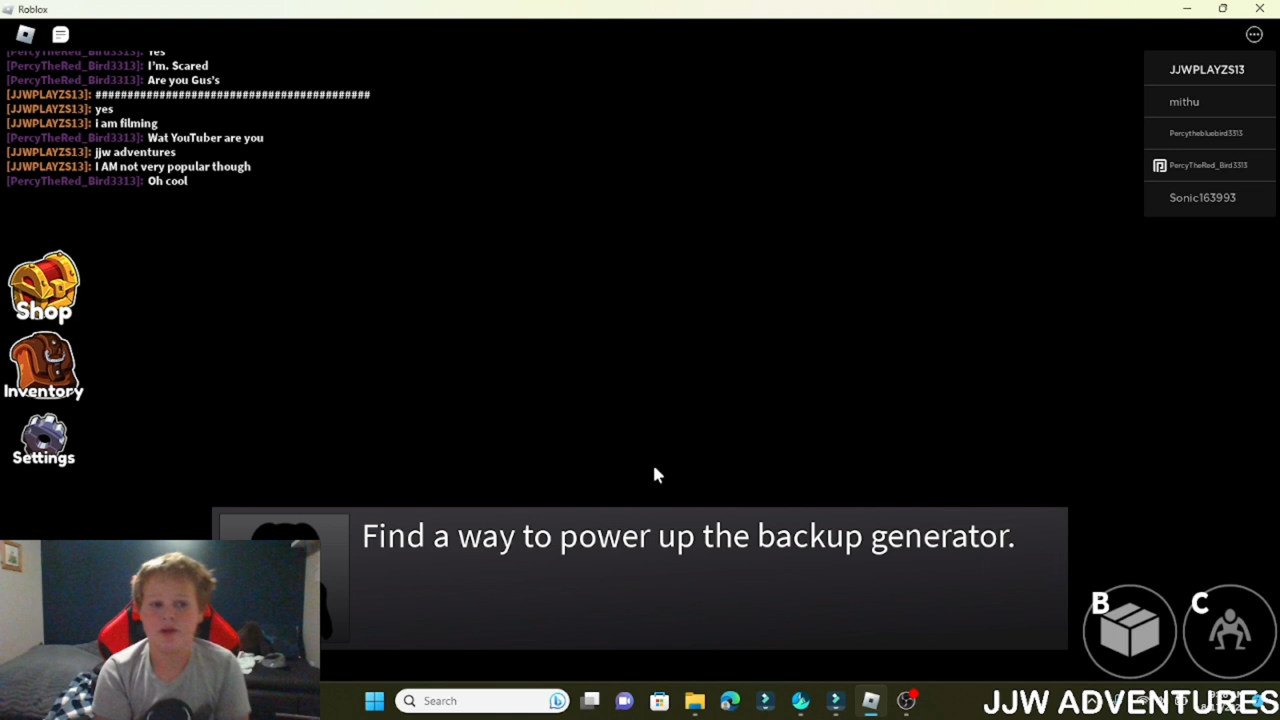 Roblox
[PercyTheRed_Bird3313]: Yes
[PercyTheRed_Bird3313]: I'm. Scared
[PercyTheRed_Bird3313]: Are you Gus's
[JJWPLAYZS13]: ###########################################
[JJWPLAYZS13]: yes
[JJWPLAYZS13]: i am filming
[PercyTheRed_Bird3313]: Wat YouTuber are you
[JJWPLAYZS13]: jjw adventures
[JJWPLAYZS13]: I AM not very popular though
[PercyTheRed_Bird3313]: Oh cool
JJWPLAYZS13
mithu
Percythebluebird3313
PercyTheRed_Bird3313
Sonic163993
Shop
Inventory
Settings
Find a way to power up the backup generator.
B
C
Search
JJW ADVENTURES